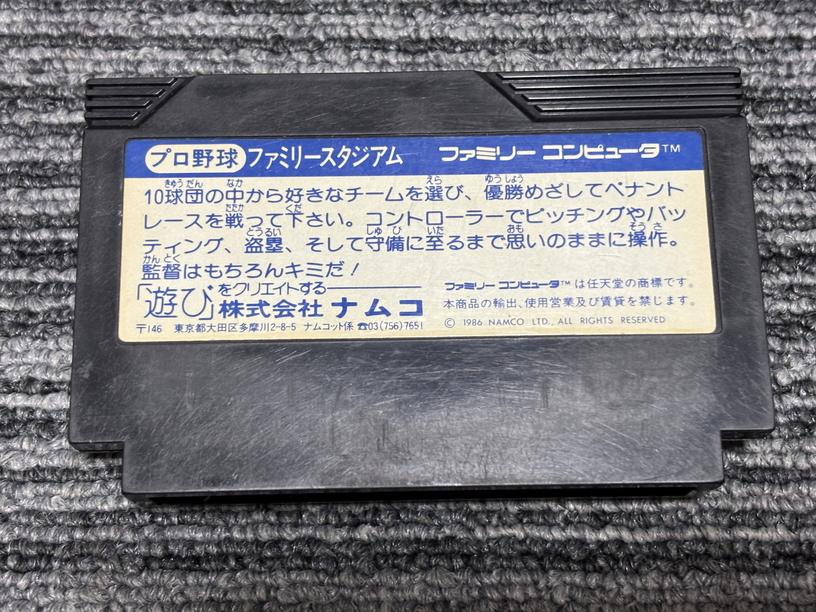 プロ野球 ファミリースタジアム ファミリー コンピュータ™
10球団の中から好きなチームを選び、優勝めざしてペナント
レースを戦って下さい。コントローラーでピッチングやバッ
ティング、盗塁、そして守備に至るまで思いのままに操作。
監督はもちろんキミだ!
「遊び」をクリエイトする
株式会社 ナムコ
〒146 東京都大田区多摩川2-8-5 ナムコット係 ☎03(756)7651
ファミリー コンピュータ™は任天堂の商標です。
本商品の輸出、使用営業及び賃貸を禁じます。
© 1986 NAMCO LTD., ALL RIGHTS RESERVED